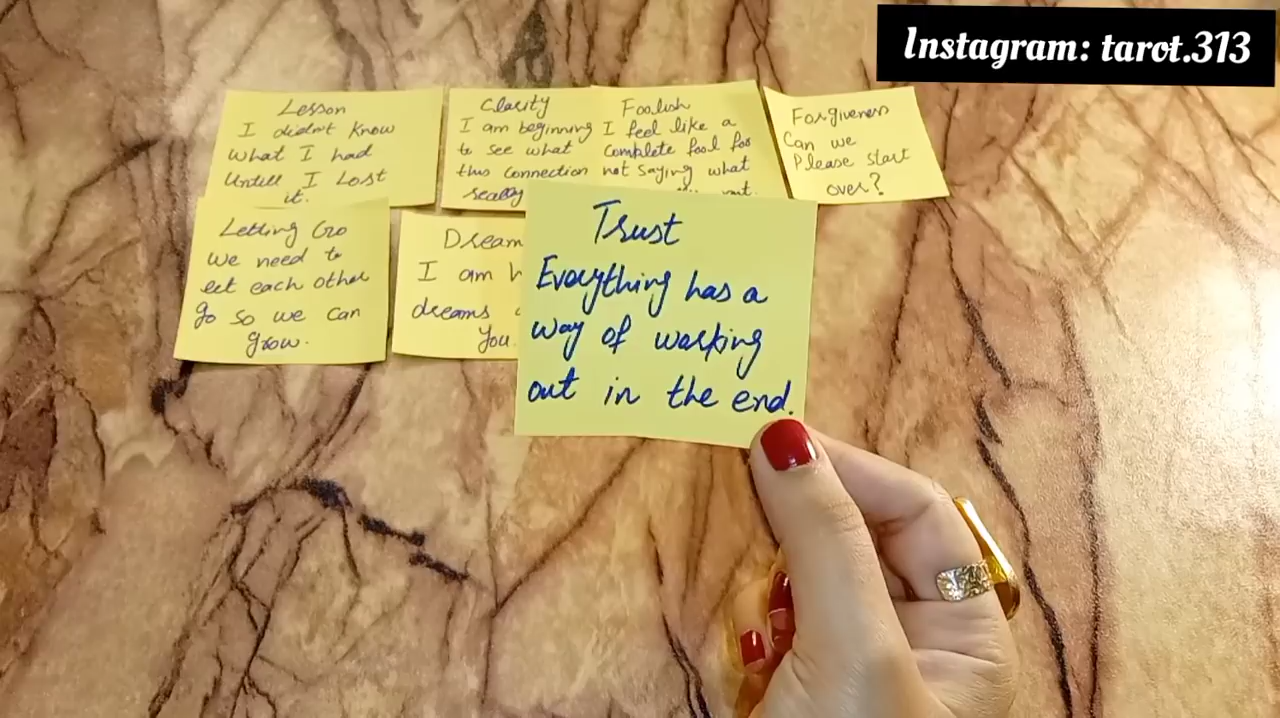 Instagram: tarot.313
Lesson
I didn't know
what I had
Untill I Lost
it.
Clarity
I am beginning
to see what
this connection
really
Foolish
I feel like a
Complete fool for
not saying what
out.
Forgiveness
Can we
Please start
over?
Letting Go
We need to
let each other
go so we can
grow.
Dream
I am
dreams
you.
Trust
Everything has a
way of working
out in the end.